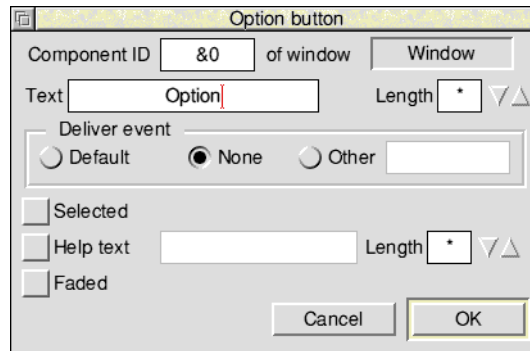 Option button
Component ID &0 of window Window
Text Option Length *
Deliver event
Default None Other
Selected
Help text Length *
Faded
Cancel OK